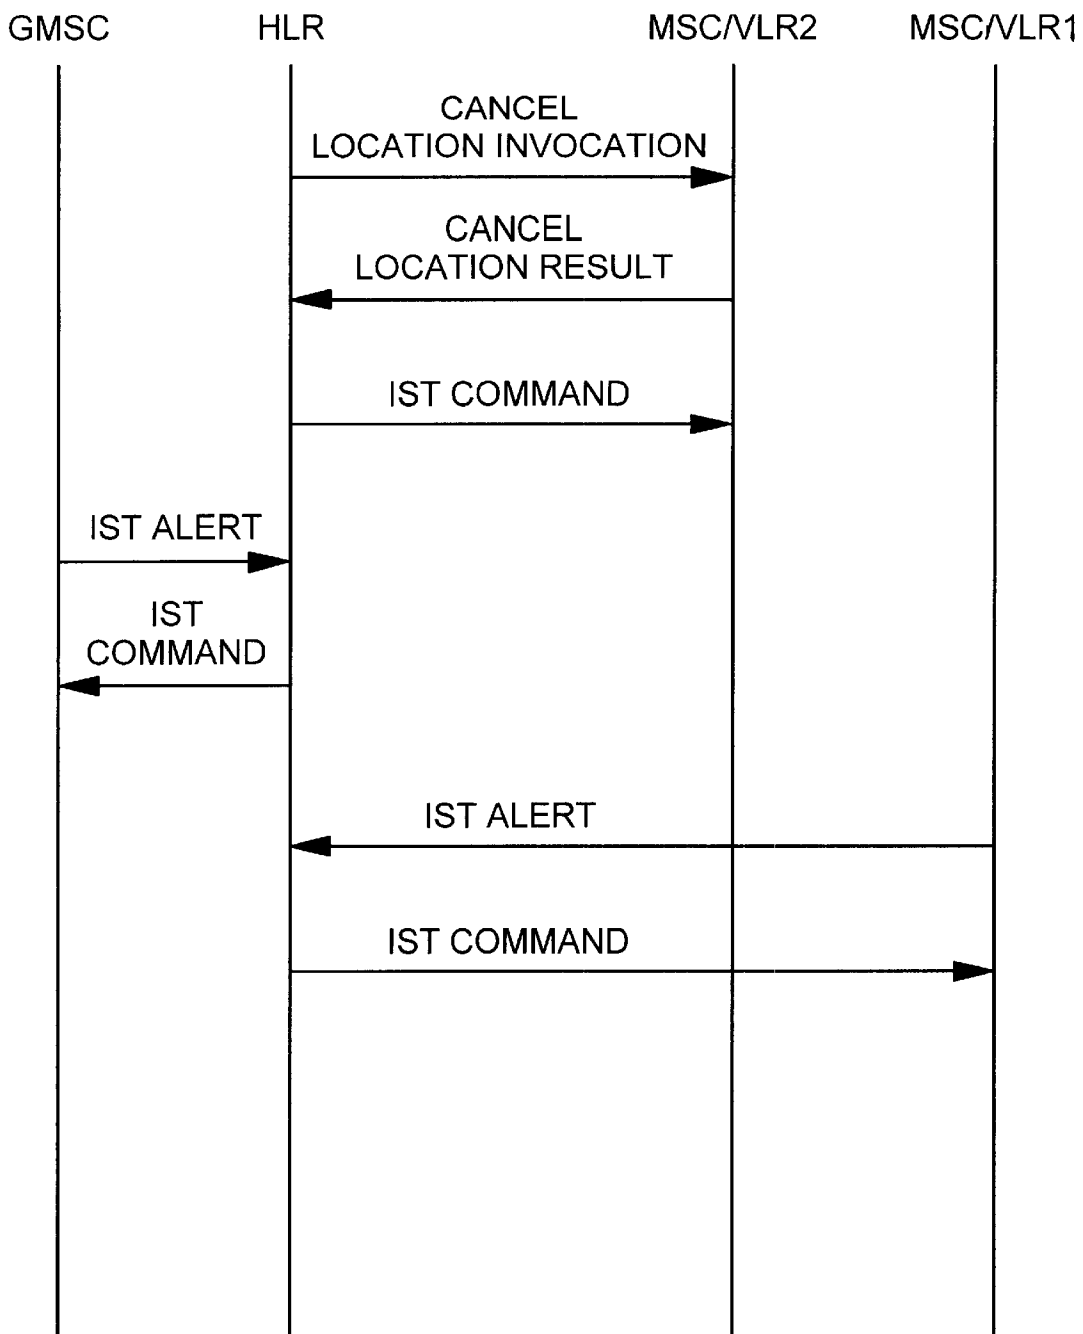 GMSC HLR MSC/VLR2 MSC/VLR1
CANCEL
LOCATION INVOCATION
CANCEL
LOCATION RESULT
IST COMMAND
IST ALERT
IST
COMMAND
IST ALERT
IST COMMAND